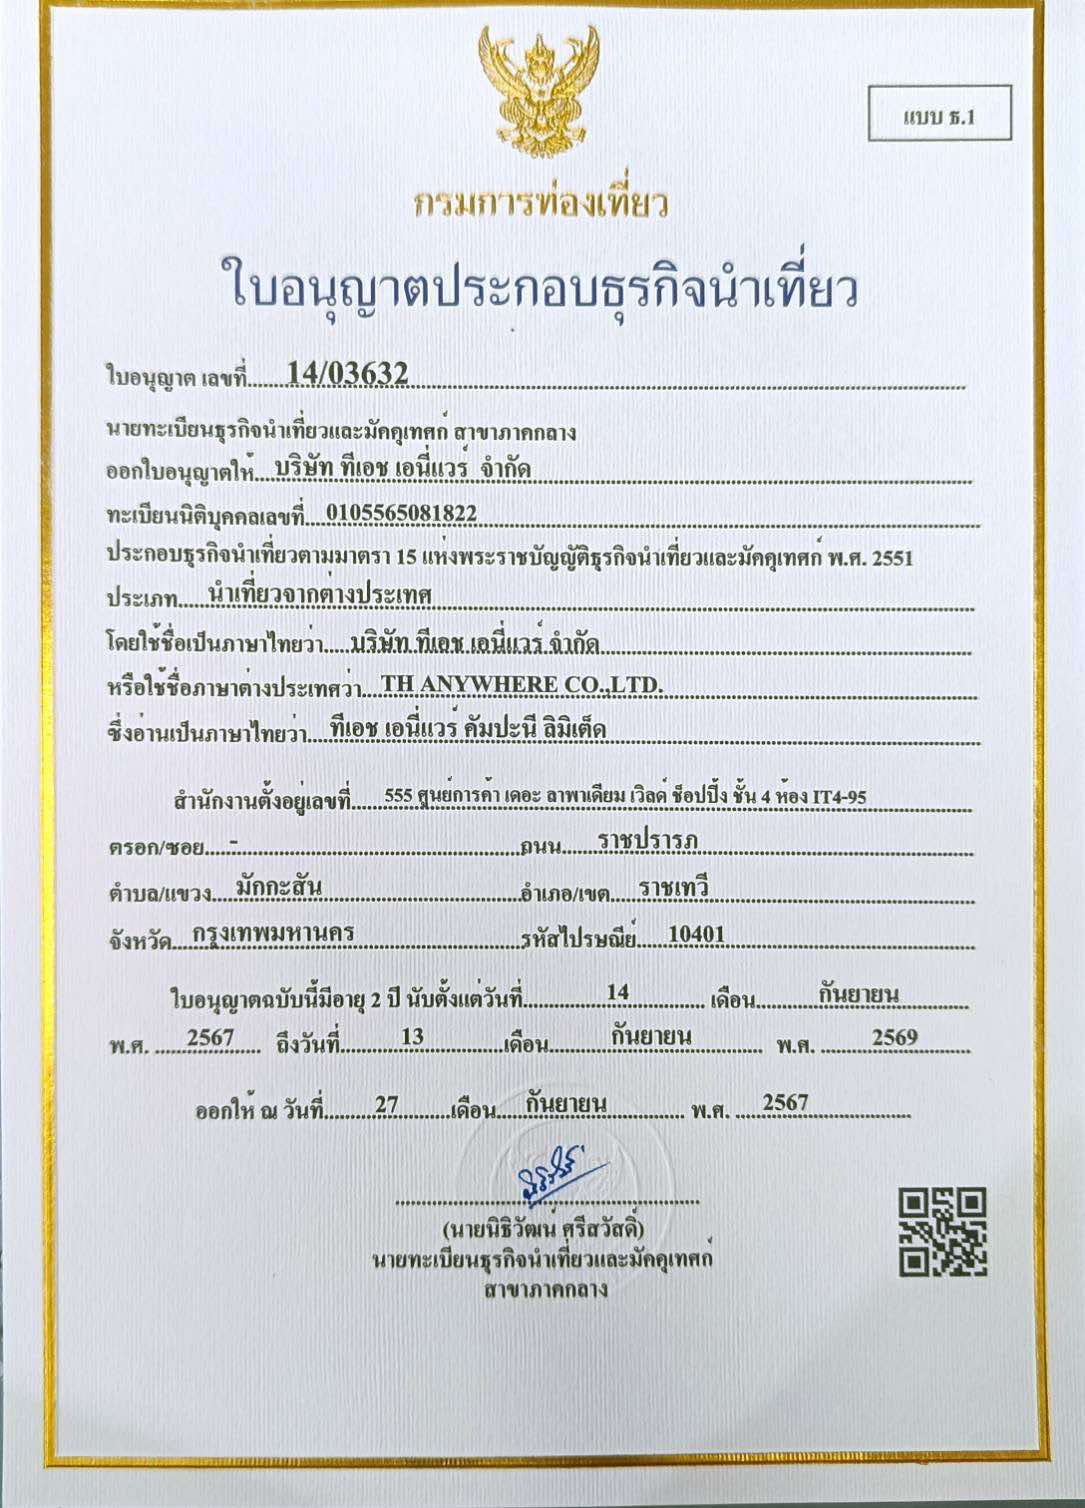 แบบ ธ.1
กรมการท่องเที่ยว
ใบอนุญาตประกอบธุรกิจนำเที่ยว
ใบอนุญาต เลขที่......14/03632
นายทะเบียนธุรกิจนำเที่ยวและมัคคุเทศก์ สาขาภาคกลาง
ออกใบอนุญาตให้...บริษัท ทีเอช เอนี่แวร์ จำกัด
ทะเบียนนิติบุคคลเลขที่...0105565081822
ประกอบธุรกิจนำเที่ยวตามมาตรา 15 แห่งพระราชบัญญัติธุรกิจนำเที่ยวและมัคคุเทศก์ พ.ศ. 2551
ประเภท.....นำเที่ยวจากต่างประเทศ
โดยใช้ชื่อเป็นภาษาไทยว่า.....บริษัท ทีเอช เอนี่แวร์ จำกัด
หรือใช้ชื่อภาษาต่างประเทศว่า...TH ANYWHERE CO.,LTD.
ซึ่งอ่านเป็นภาษาไทยว่า....ทีเอช เอนี่แวร์ คัมปะนี ลิมิเต็ด
สำนักงานตั้งอยู่เลขที่.....555 ศูนย์การค้า เดอะ ลาพาเดียม เวิลด์ ช็อปปิ้ง ชั้น 4 ห้อง IT4-95
ตรอก/ซอย....-....ถนน......ราชปรารภ
ตำบล/แขวง....มักกะสัน....อำเภอ/เขต....ราชเทวี
จังหวัด...กรุงเทพมหานคร....รหัสไปรษณีย์.....10401
ใบอนุญาตฉบับนี้มีอายุ 2 ปี นับตั้งแต่วันที่....14.... เดือน....กันยายน
พ.ศ. ....2567.... ถึงวันที่....13....เดือน....กันยายน.... พ.ศ. ....2569
ออกให้ ณ วันที่....27....เดือน....กันยายน.... พ.ศ. ....2567
(นายนิธิวัฒน์ ศรีสวัสดิ์)
นายทะเบียนธุรกิจนำเที่ยวและมัคคุเทศก์
สาขาภาคกลาง